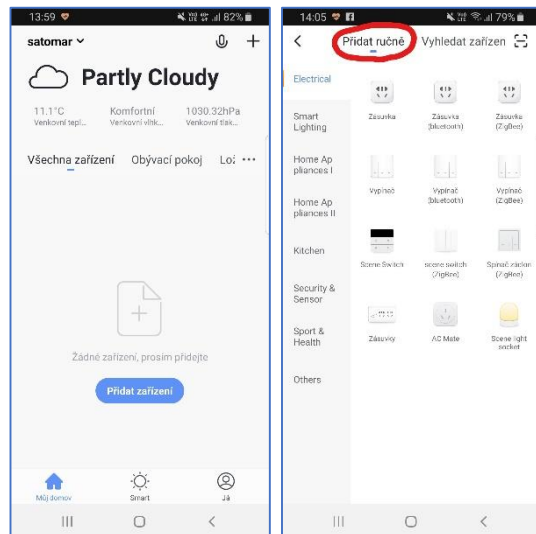 13:59
82%
satomar
Partly Cloudy
11.1°C Komfortní 1030.32hPa
Venkovní tepl... Venkovní vlhk... Venkovní tlak...
Všechna zařízení Obývací pokoj Lož
Žádné zařízení, prosím přidejte
Přidat zařízení
Můj domov Smart Já
14:05
79%
Přidat ručně Vyhledat zařízen
Electrical
Smart
Lighting
Home Ap
pliances I
Home Ap
pliances II
Kitchen
Security &
Sensor
Sport &
Health
Others
Zásuvka Zásuvka Zásuvka
(bluetooth) (ZigBee)
Vypínač Vypínač Vypínač
(bluetooth) (ZigBee)
Scene Switch scene switch Spínač záclon
(ZigBee) (ZigBee)
Zásuvky AC Mate Scene light
socket